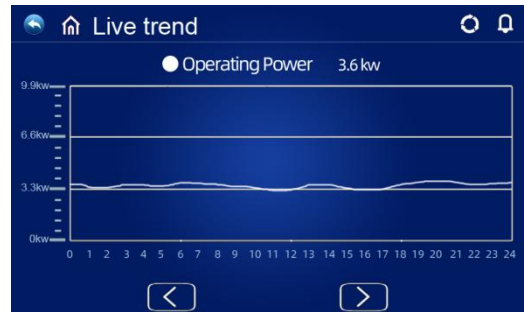 Live trend
Operating Power 3.6 kw
9.9kw
6.6kw
3.3kw
0kw
0 1 2 3 4 5 6 7 8 9 10 11 12 13 14 15 16 17 18 19 20 21 22 23 24